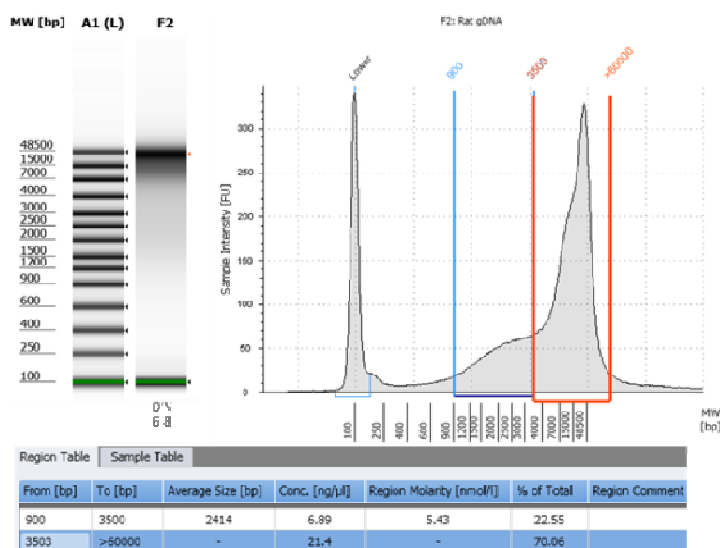 MW [bp] A1 (L) F2
48500
15000
7000
4000
3000
2500
2000
1500
1200
900
600
400
250
100
6.8
F2: Rat gDNA
Lower 900 3500 >60000
Sample Intensity [FU]
300
250
200
150
100
50
0
100 250 400 600 900 1200 1500 2000 2500 3000 4000 7000 15000 48500
MW
[bp]
Region Table Sample Table
From [bp] To [bp] Average Size [bp] Conc. [ng/µl] Region Molarity [nmol/l] % of Total Region Comment
900 3500 2414 6.99 5.43 22.55
3503 >60000 - 21.4 - 70.06